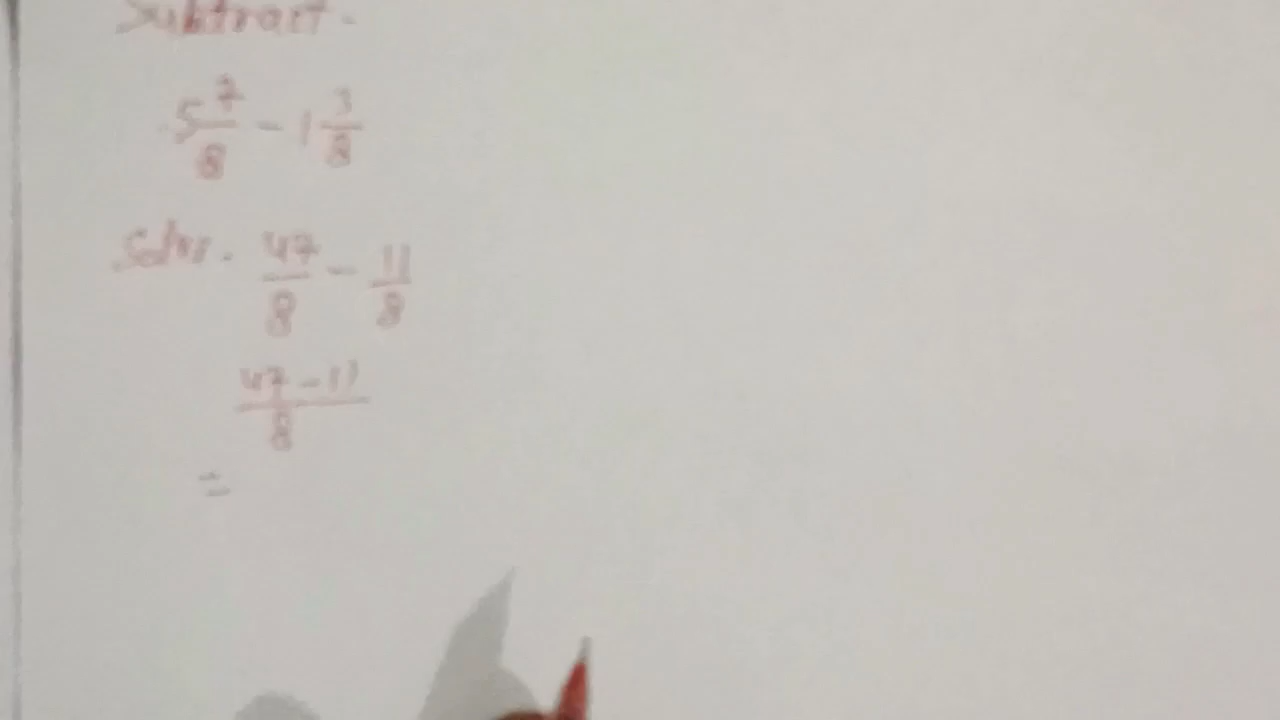 Subtract -
5 7/8 - 1 3/8
Soln. 47/8 - 11/8
47 - 11/8
=